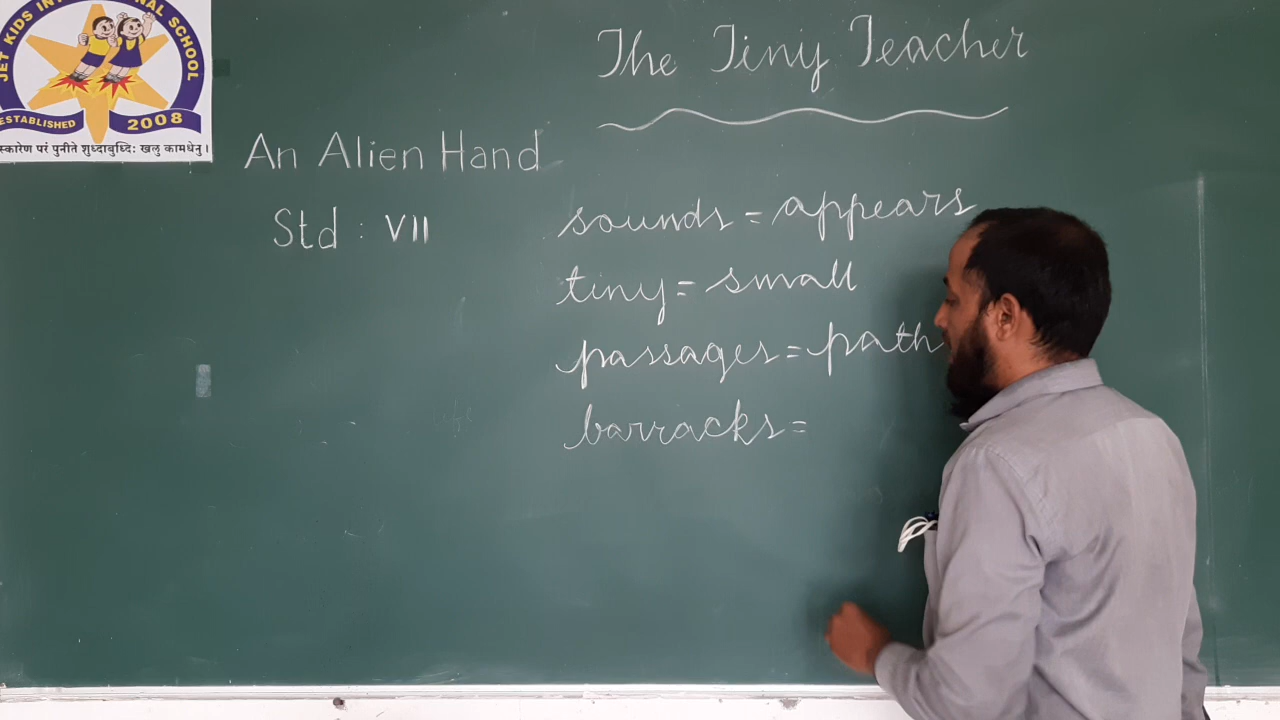 JET KIDS INTERNATIONAL SCHOOL
ESTABLISHED 2008
स्कारेण परं पुनीते शुध्दाबुध्दिः खलु कामधेनु।
The Tiny Teacher
An Alien Hand
Std : VII
sounds = appears
tiny = small
passages = path
barracks =